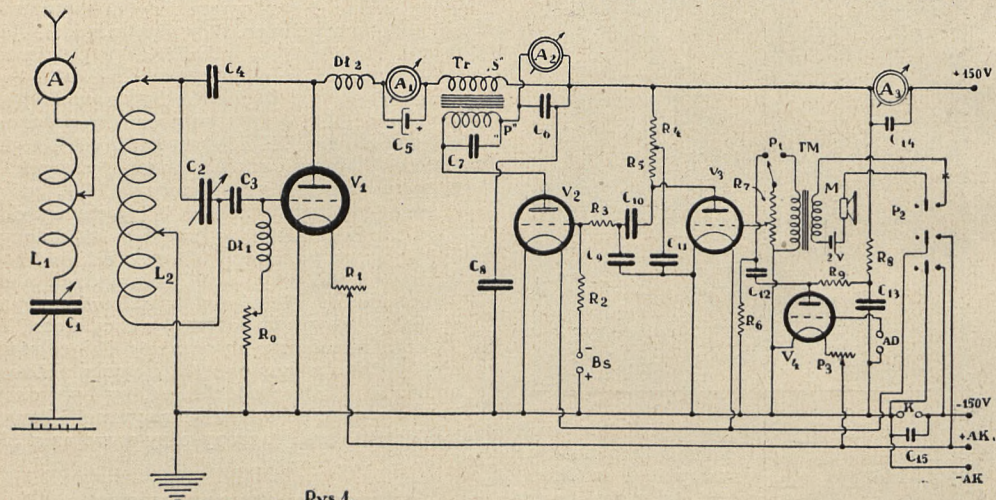 A
L1
C1
L2
C2
C3
C4
Dł1
R0
V1
R1
Dł2
A1
- +
C5
Tr „S"
„P"
C7
A2
C6
C8
V2
R3
R2
-
Bs
+
C9
C10
R4
R5
C11
V3
R7
P1
TM
M
2V
R6
C12
R9
V4
P3
A3
C14
+150V
P2
R8
C13
AD
K
-150V
C15
+AK.
-AK
Rys 1